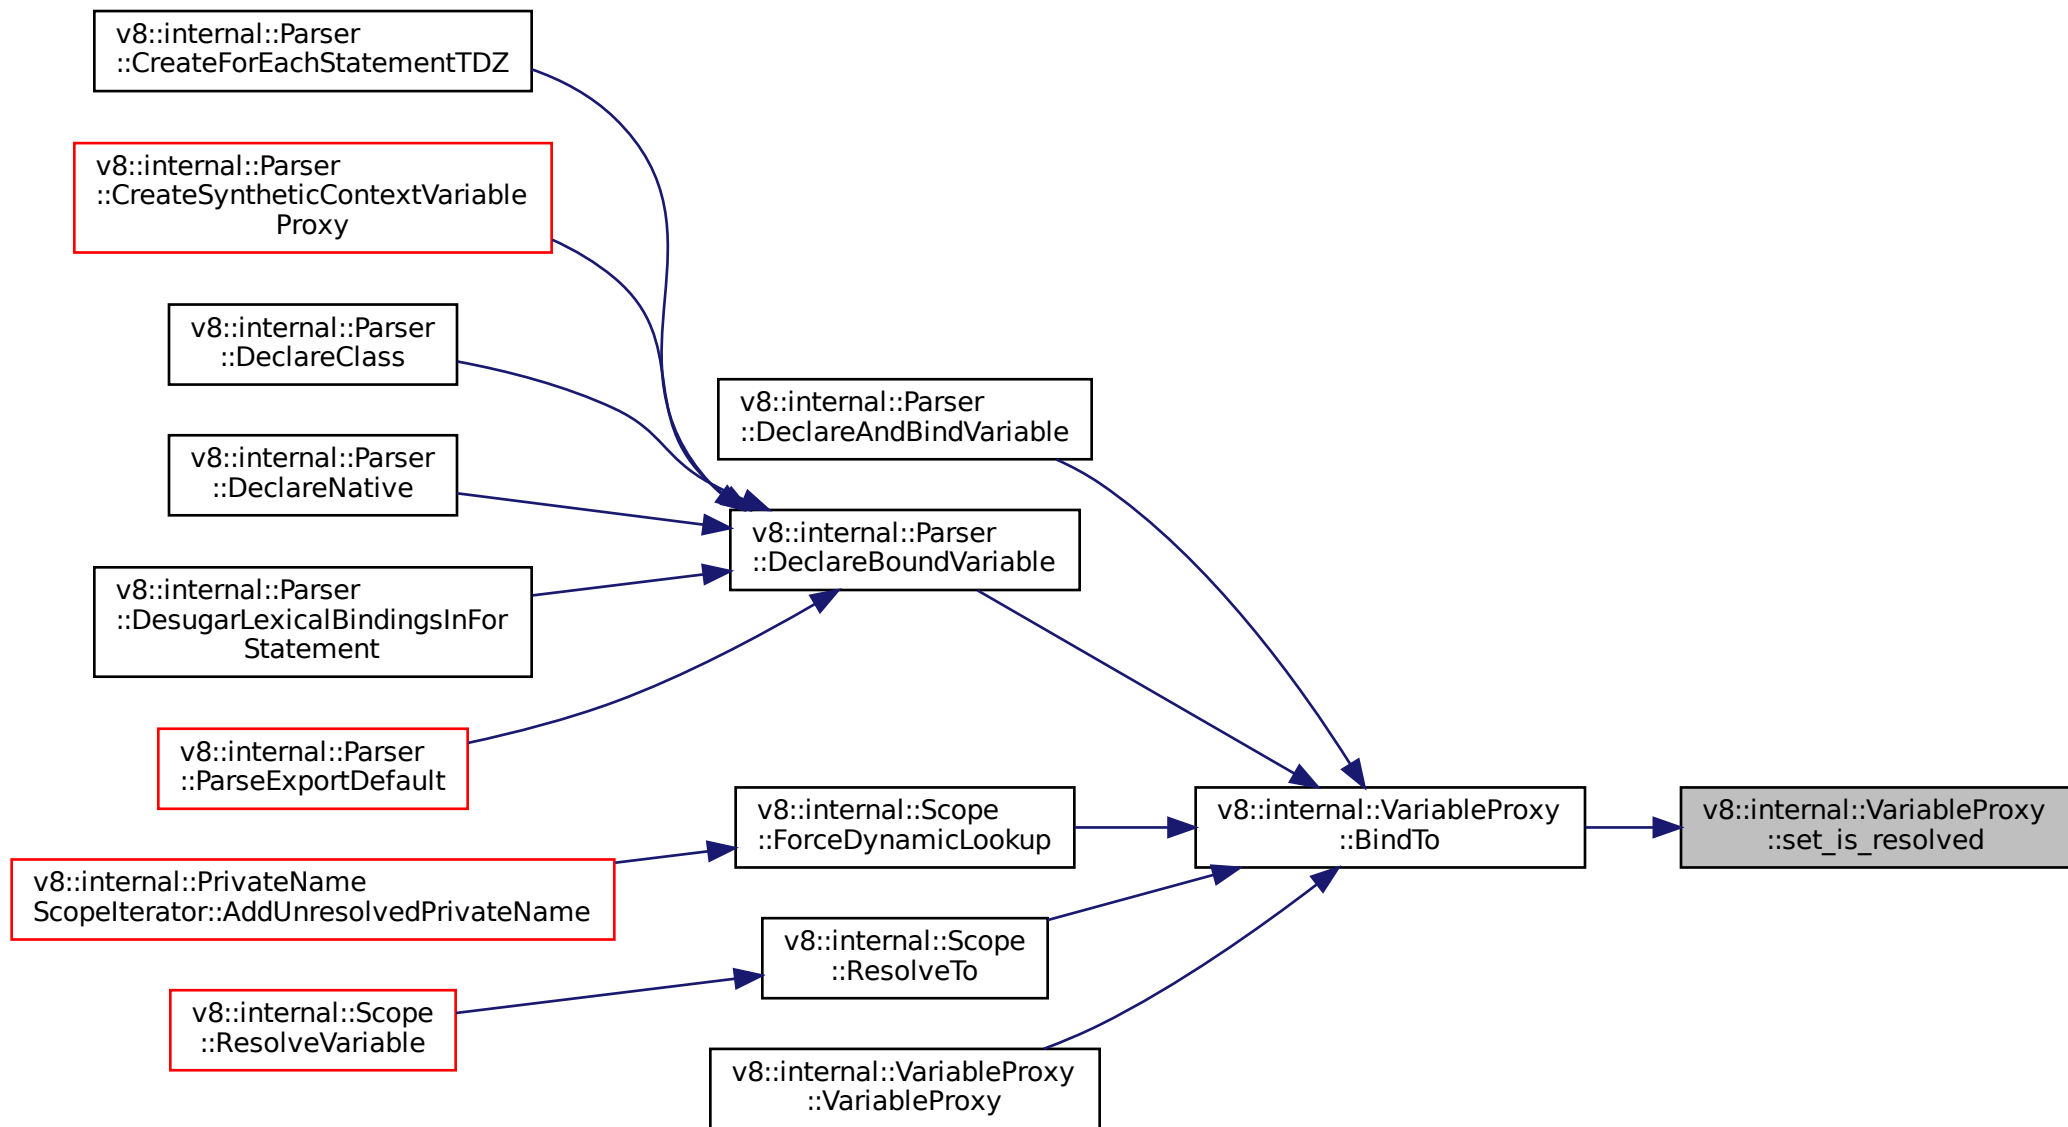 v8::internal::Parser
::CreateForEachStatementTDZ
v8::internal::Parser
::CreateSyntheticContextVariable
Proxy
v8::internal::Parser
::DeclareClass
v8::internal::Parser
::DeclareNative
v8::internal::Parser
::DesugarLexicalBindingsInFor
Statement
v8::internal::Parser
::ParseExportDefault
v8::internal::PrivateName
ScopeIterator::AddUnresolvedPrivateName
v8::internal::Scope
::ResolveVariable
v8::internal::Parser
::DeclareAndBindVariable
v8::internal::Parser
::DeclareBoundVariable
v8::internal::Scope
::ForceDynamicLookup
v8::internal::Scope
::ResolveTo
v8::internal::VariableProxy
::VariableProxy
v8::internal::VariableProxy
::BindTo
v8::internal::VariableProxy
::set_is_resolved